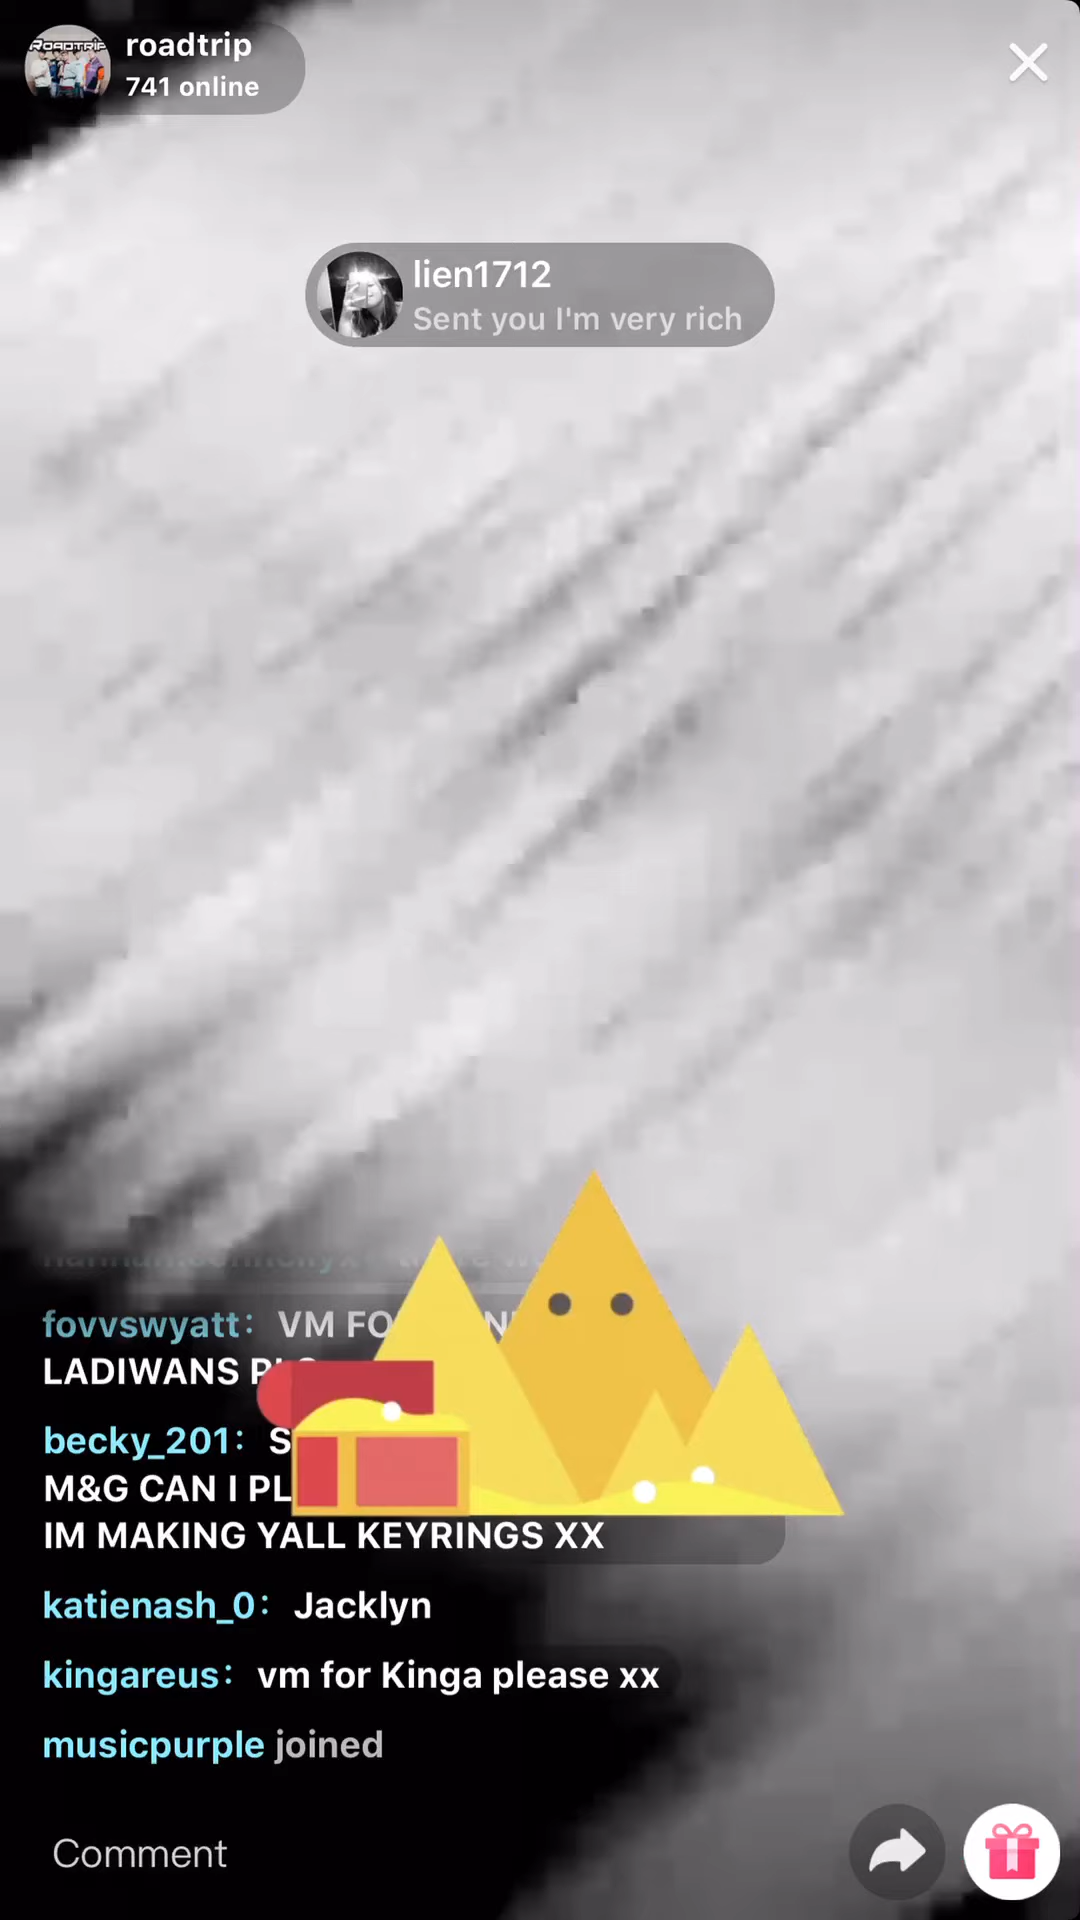 roadtrip
741 online
ROADTRIP
lien1712
Sent you I'm very rich
fovvswyatt: VM FO
LADIWANS
becky_201: S
M&G CAN I PL
IM MAKING YALL KEYRINGS XX
katienash_0: Jacklyn
kingareus: vm for Kinga please xx
musicpurple joined
Comment